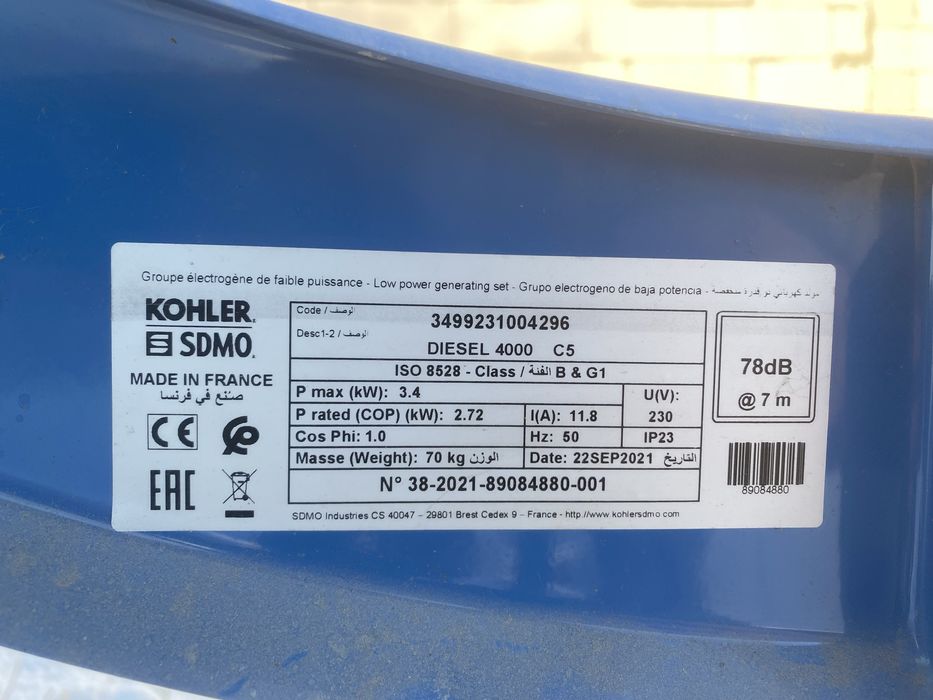 Groupe électrogène de faible puissance - Low power generating set - Grupo electrogeno de baja potencia -
KOHLER.
SDMO.
MADE IN FRANCE
صنع في فرنسا
CE
EAC
Code / الوصف
3499231004296
Desc1-2 / الوصف
DIESEL 4000 C5
ISO 8528 - Class / الفئة B & G1
P max (kW): 3.4
U(V):
P rated (COP) (kW): 2.72
I(A): 11.8
230
Cos Phi: 1.0
Hz: 50
IP23
Masse (Weight): 70 kg الوزن
Date: 22SEP2021 التاريخ
N° 38-2021-89084880-001
78dB
@ 7 m
89084880
SDMO Industries CS 40047 - 29801 Brest Cedex 9 - France - http://www.kohlersdmo.com